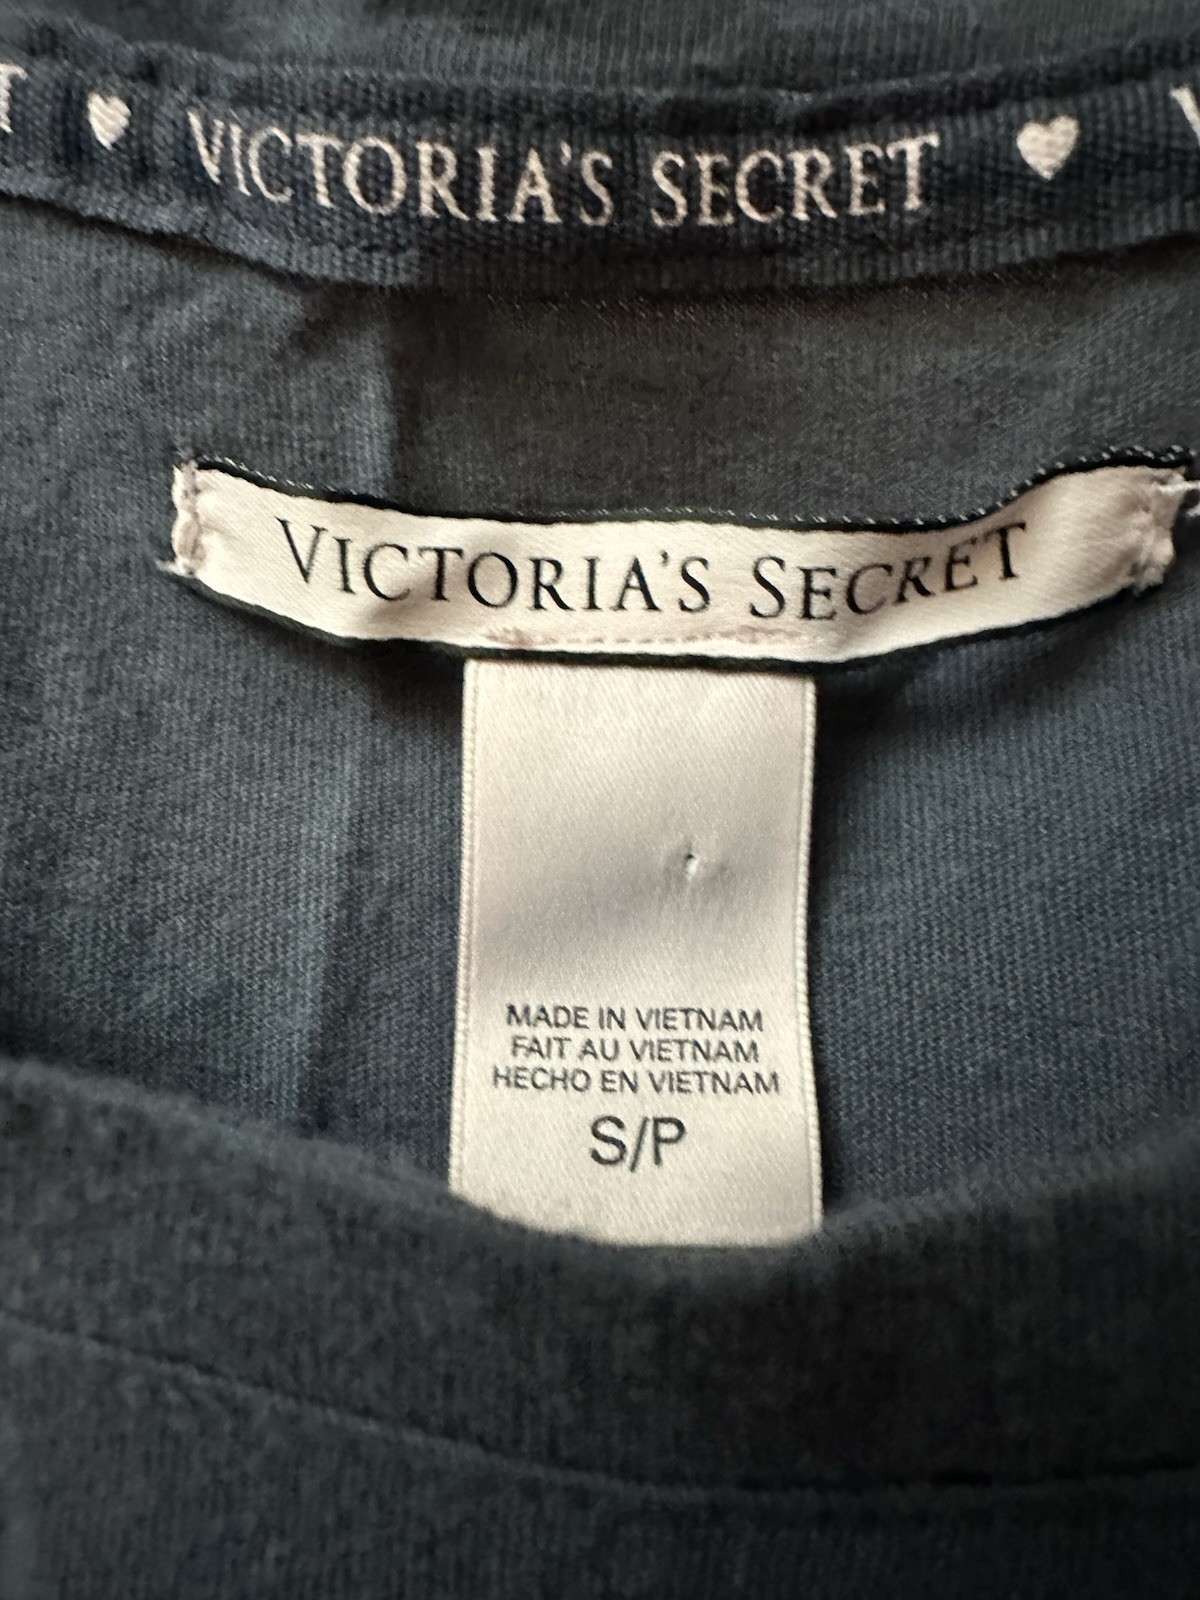 T ♥ VICTORIA'S SECRET ♥ V
VICTORIA'S SECRET
MADE IN VIETNAM
FAIT AU VIETNAM
HECHO EN VIETNAM
S/P